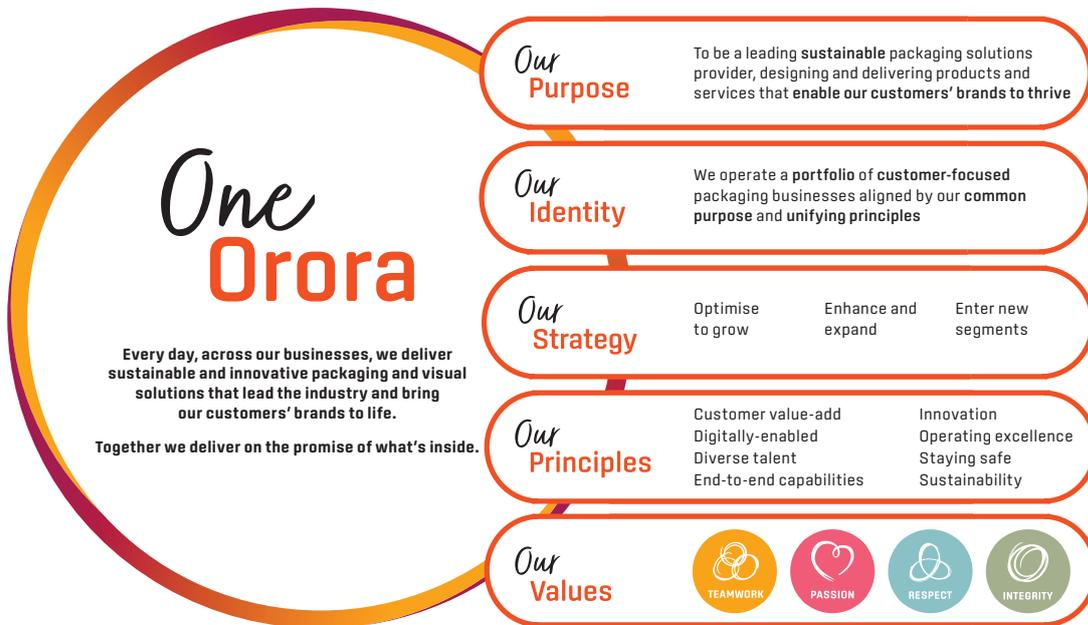 One
Orora
Every day, across our businesses, we deliver
sustainable and innovative packaging and visual
solutions that lead the industry and bring
our customers’ brands to life.
Together we deliver on the promise of what’s inside.
Our
Purpose
To be a leading sustainable packaging solutions
provider, designing and delivering products and
services that enable our customers’ brands to thrive
Our
Identity
We operate a portfolio of customer-focused
packaging businesses aligned by our common
purpose and unifying principles
Our
Strategy
Optimise
to grow
Enhance and
expand
Enter new
segments
Our
Principles
Customer value-add
Digitally-enabled
Diverse talent
End-to-end capabilities
Innovation
Operating excellence
Staying safe
Sustainability
Our
Values
TEAMWORK
PASSION
RESPECT
INTEGRITY